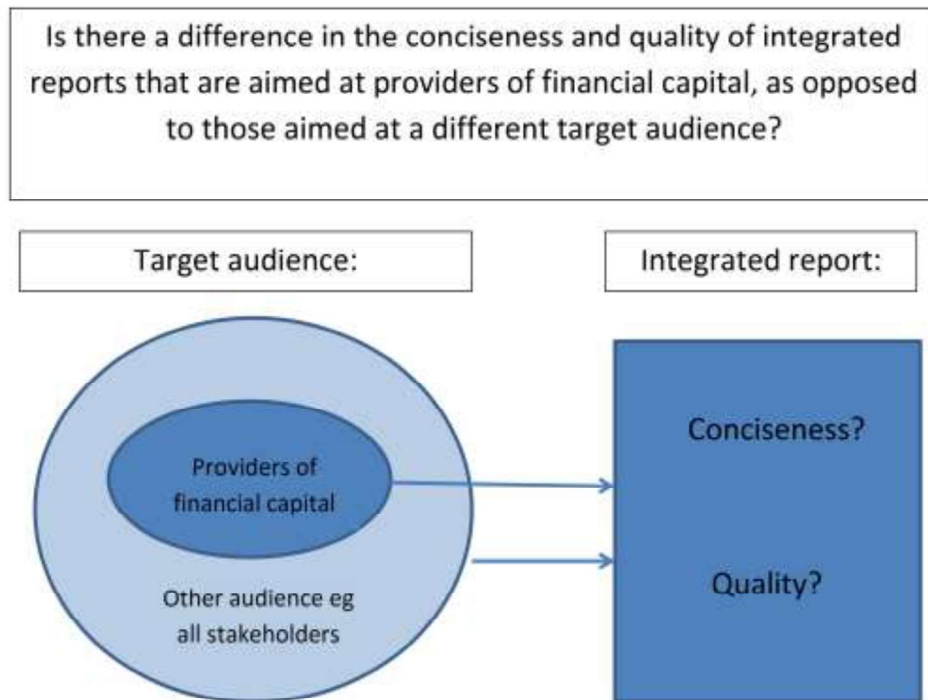 Is there a difference in the conciseness and quality of integrated
reports that are aimed at providers of financial capital, as opposed
to those aimed at a different target audience?
Target audience:
Integrated report:
Providers of
financial capital
Other audience eg
all stakeholders
Conciseness?
Quality?